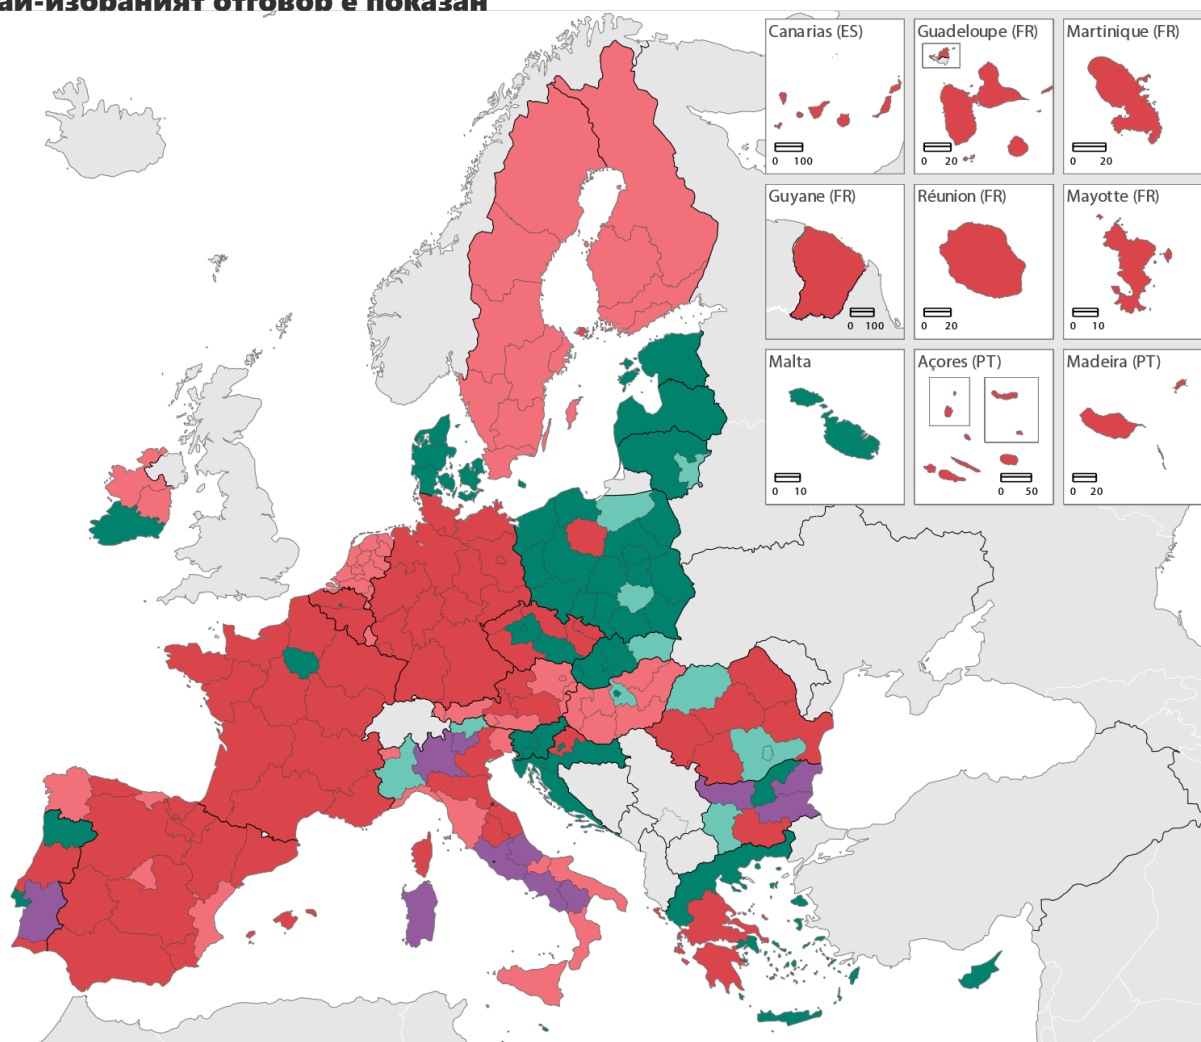 ай-избраният отговор е показан
Canarias (ES)
0 100
Guadeloupe (FR)
0 20
Martinique (FR)
0 20
Guyane (FR)
0 100
Réunion (FR)
0 20
Mayotte (FR)
0 10
Malta
0 10
Açores (PT)
0 50
Madeira (PT)
0 20